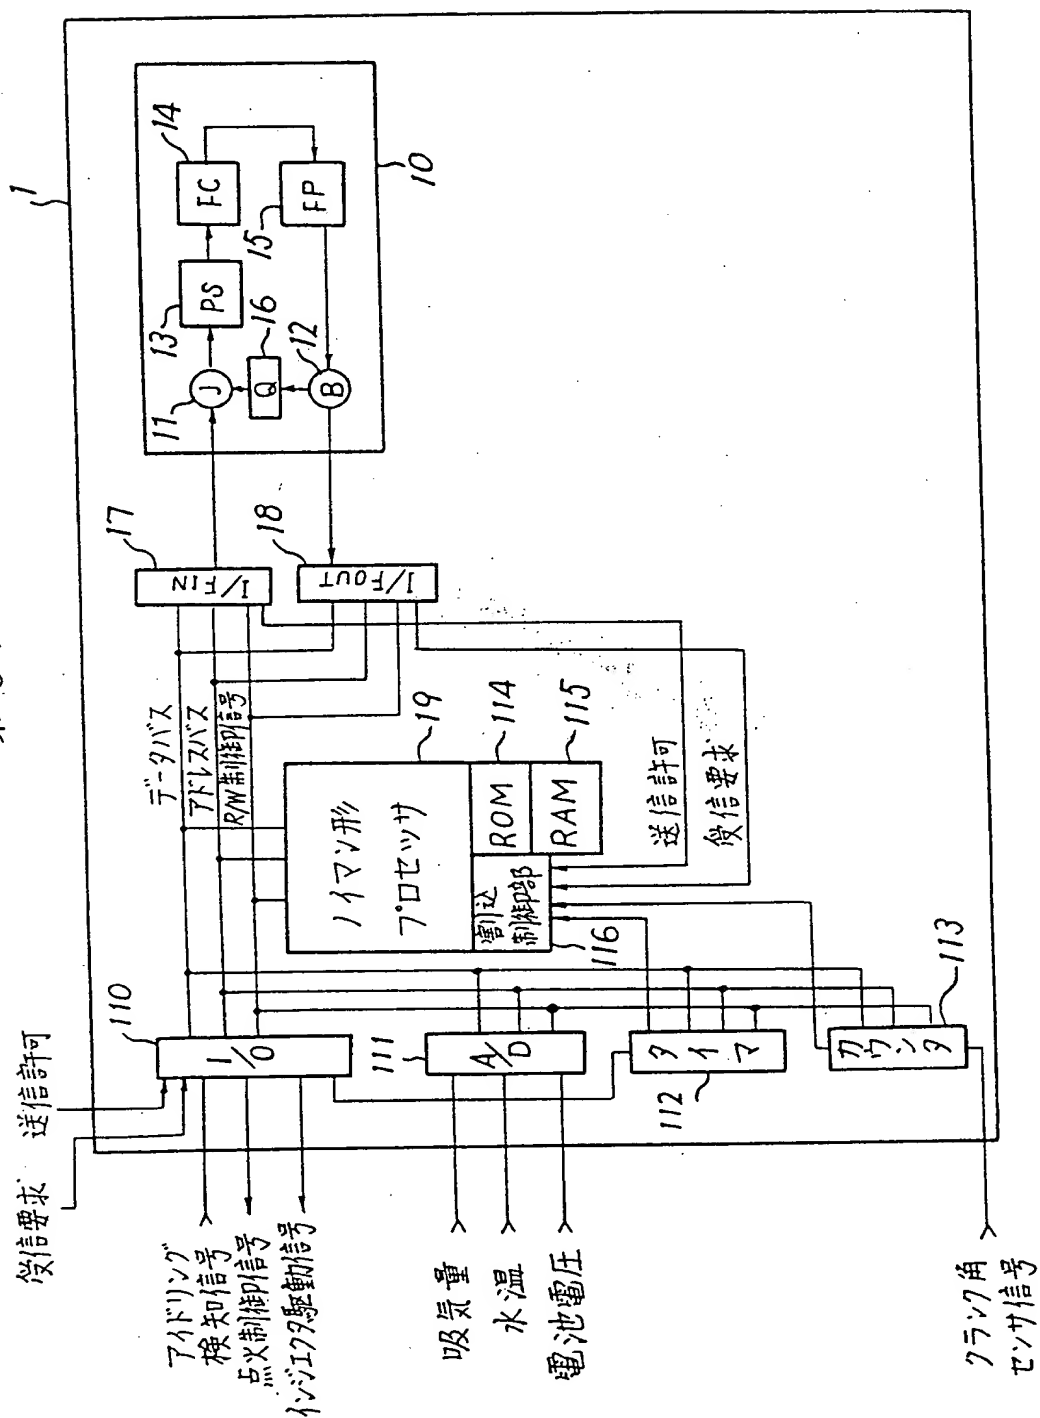 1
10
11
J
13
PS
14
FC
15
FP
16
Q
12
B
17
I/FIN
18
I/FOUT
データバス
アドレスバス
R/W制御信号
19
ノイマン形
プロセッサ
114
ROM
115
RAM
割込
制御部
116
送信許可
受信要求
110
I/O
111
A/D
112
タイマ
113
カウンタ
送信許可
受信要求
アイドリング
検知信号
点火制御信号
インジェクタ駆動信号
吸気量
水温
電池電圧
クランク角
センサ信号